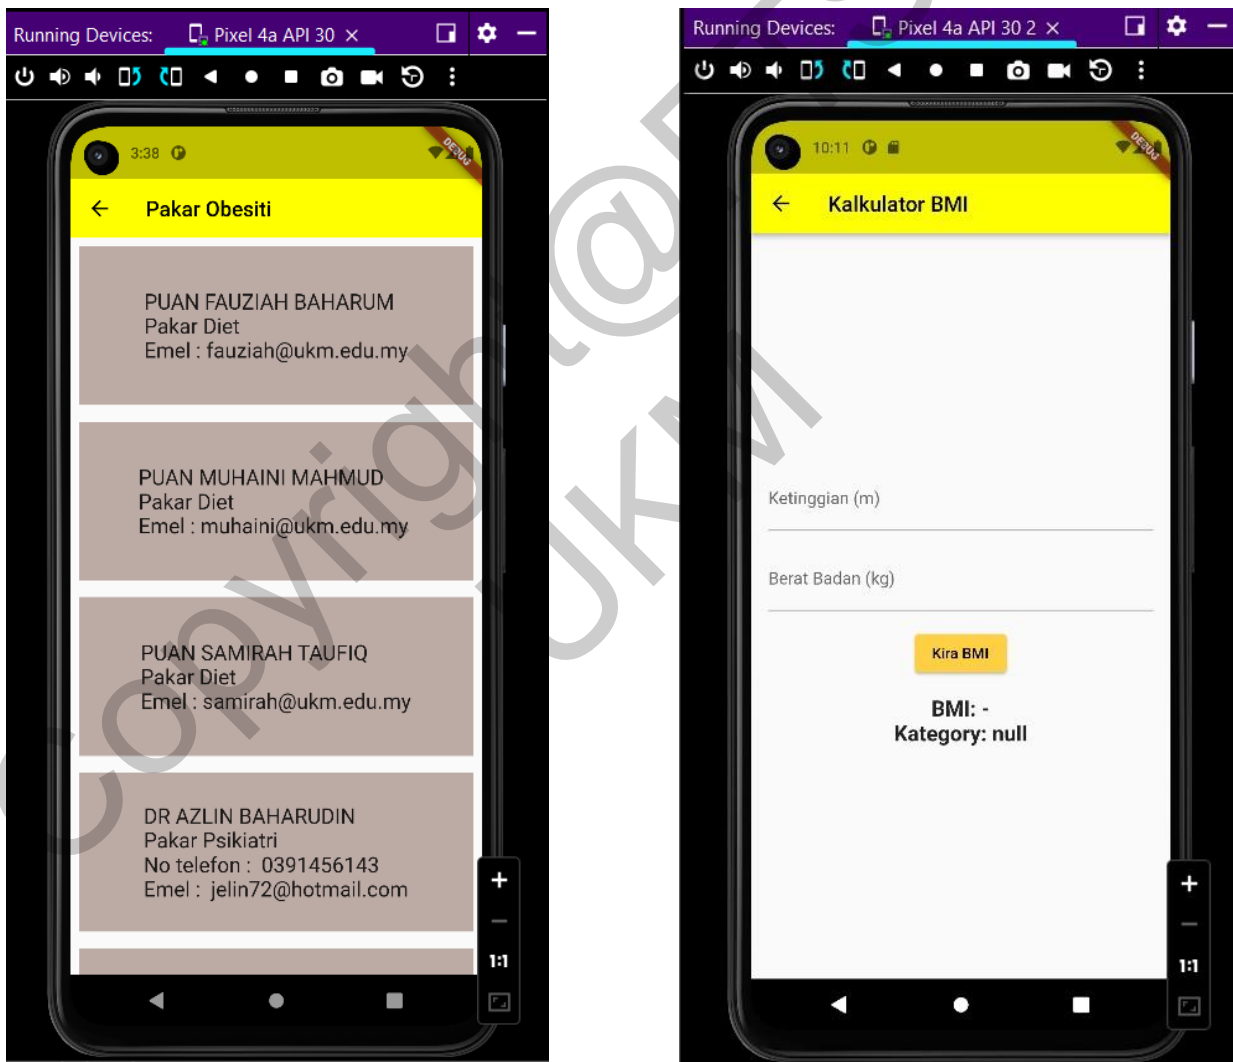 Running Devices: Pixel 4a API 30
3:38
DEBUG
Pakar Obesiti
PUAN FAUZIAH BAHARUM
Pakar Diet
Emel : fauziah@ukm.edu.my
PUAN MUHAINI MAHMUD
Pakar Diet
Emel : muhaini@ukm.edu.my
PUAN SAMIRAH TAUFIQ
Pakar Diet
Emel : samirah@ukm.edu.my
DR AZLIN BAHARUDIN
Pakar Psikiatri
No telefon : 0391456143
Emel : jelin72@hotmail.com
1:1
Running Devices: Pixel 4a API 30 2
10:11
DEBUG
Kalkulator BMI
Ketinggian (m)
Berat Badan (kg)
Kira BMI
BMI: -
Kategory: null
1:1
UKM